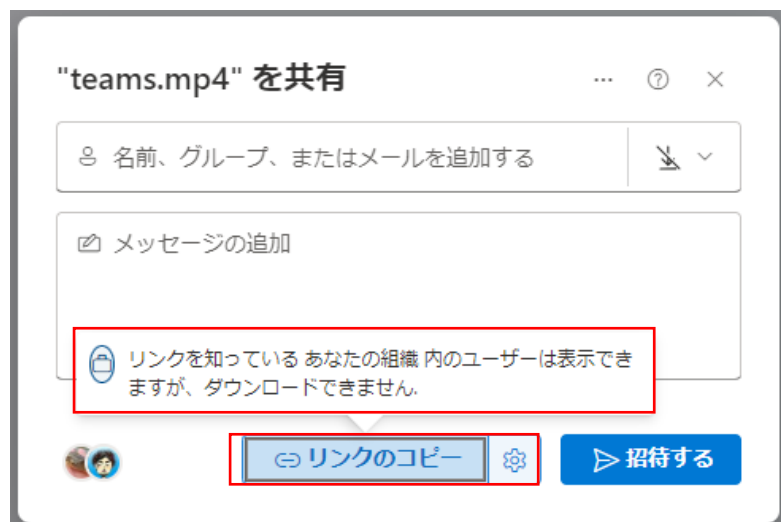 "teams.mp4" を共有
名前、グループ、またはメールを追加する
メッセージの追加
リンクを知っている あなたの組織 内のユーザーは表示でき
ますが、ダウンロードできません.
リンクのコピー
招待する